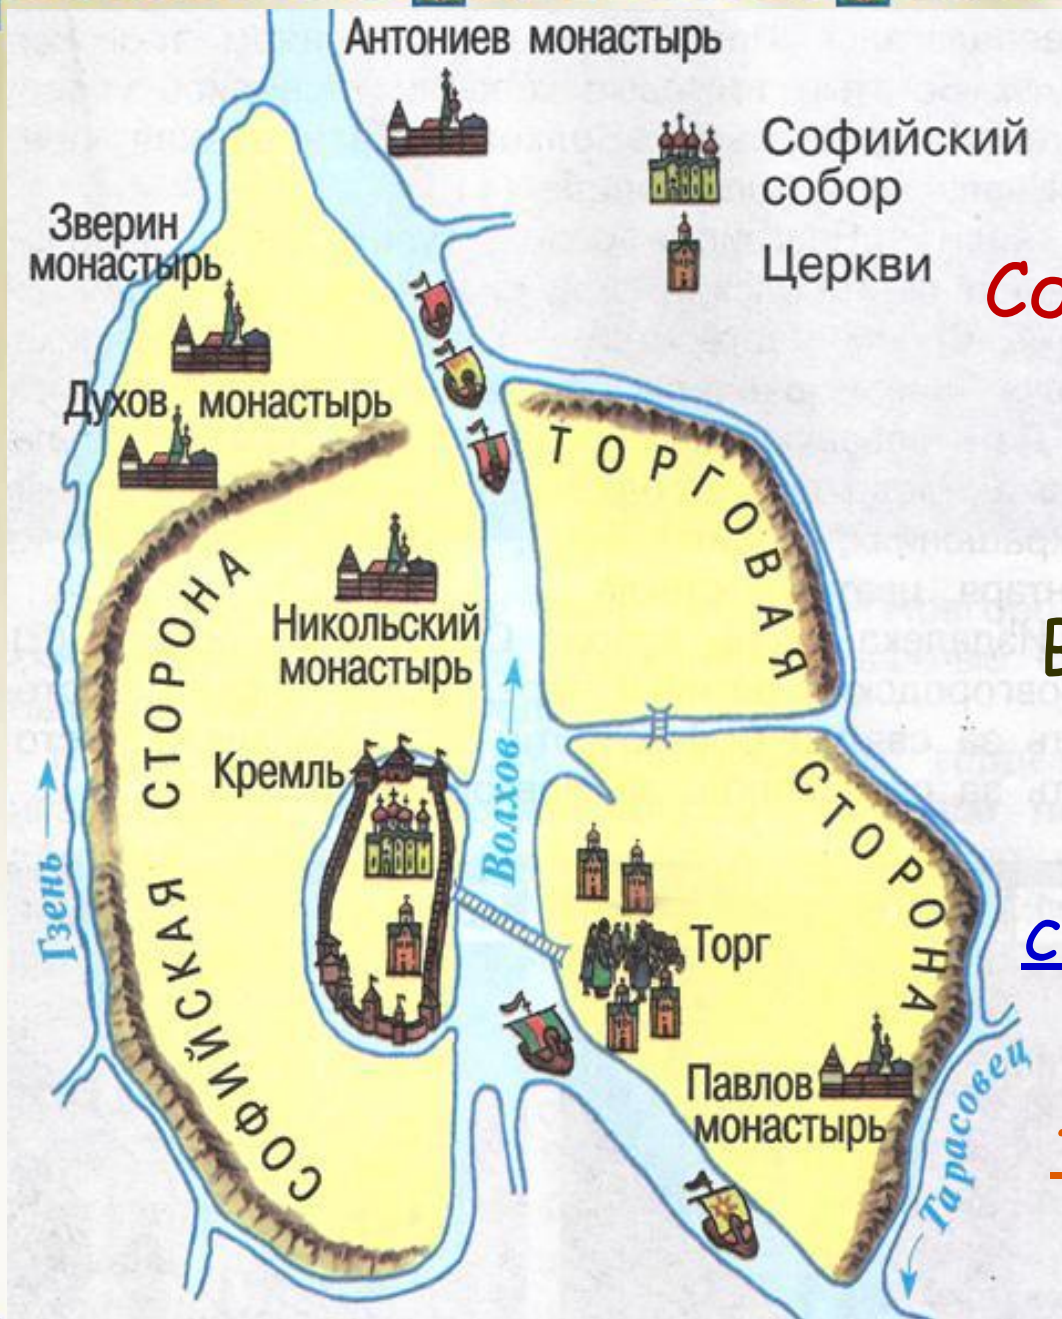 Антониев монастырь
Софийский
собор
Церкви
Зверин
монастырь
Духов монастырь
ТОРГОВАЯ
СТОРОНА
Никольский
монастырь
СОФИЙСКАЯ СТОРОНА
Кремль
Волхов
Гзень
Торг
Павлов
монастырь
Тарасовец
Со
В
с